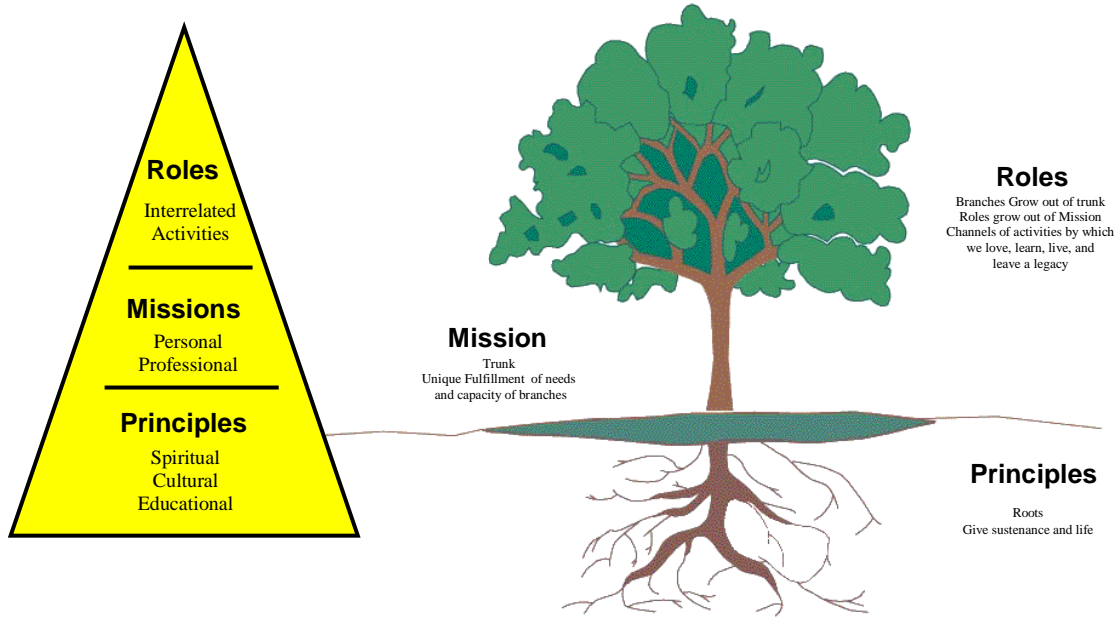 Roles
Interrelated
Activities
Missions
Personal
Professional
Principles
Spiritual
Cultural
Educational
Mission
Trunk
Unique Fulfillment of needs
and capacity of branches
Roles
Branches Grow out of trunk
Roles grow out of Mission
Channels of activities by which
we love, learn, live, and
leave a legacy
Principles
Roots
Give sustenance and life